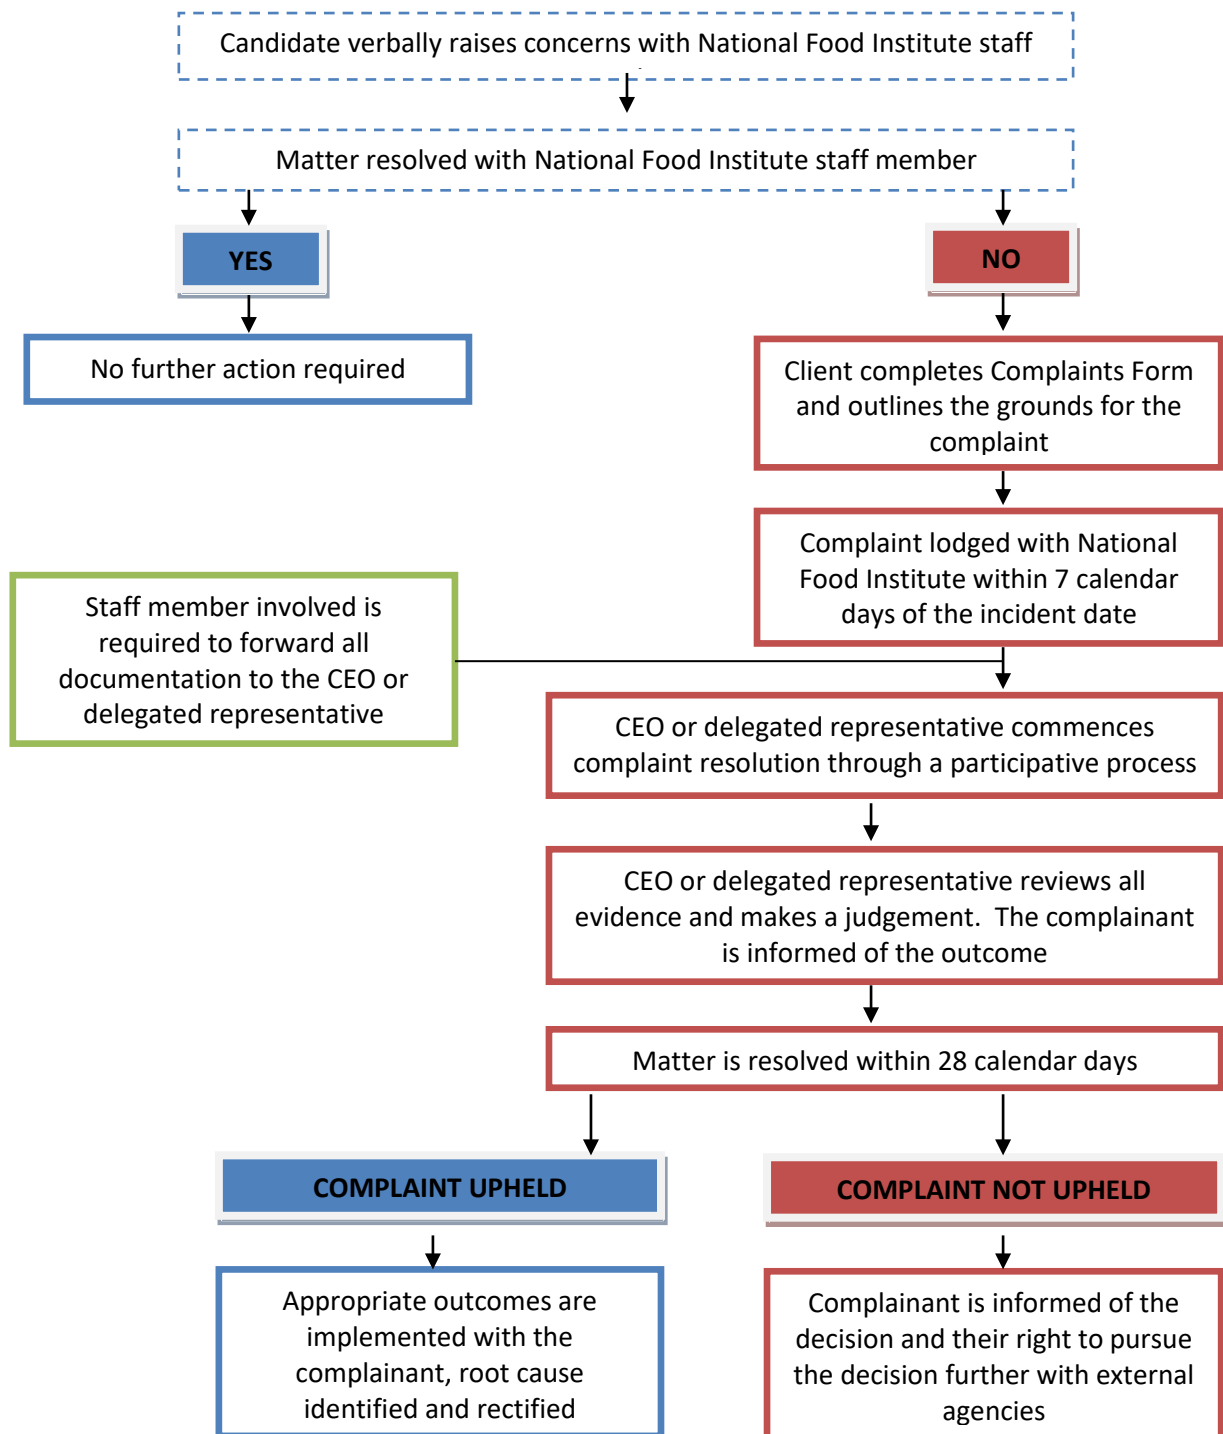 Candidate verbally raises concerns with National Food Institute staff
Matter resolved with National Food Institute staff member
YES
NO
No further action required
Client completes Complaints Form
and outlines the grounds for the
complaint
Complaint lodged with National
Food Institute within 7 calendar
days of the incident date
Staff member involved is
required to forward all
documentation to the CEO or
delegated representative
CEO or delegated representative commences
complaint resolution through a participative process
CEO or delegated representative reviews all
evidence and makes a judgement.  The complainant
is informed of the outcome
Matter is resolved within 28 calendar days
COMPLAINT UPHELD
COMPLAINT NOT UPHELD
Appropriate outcomes are
implemented with the
complainant, root cause
identified and rectified
Complainant is informed of the
decision and their right to pursue
the decision further with external
agencies